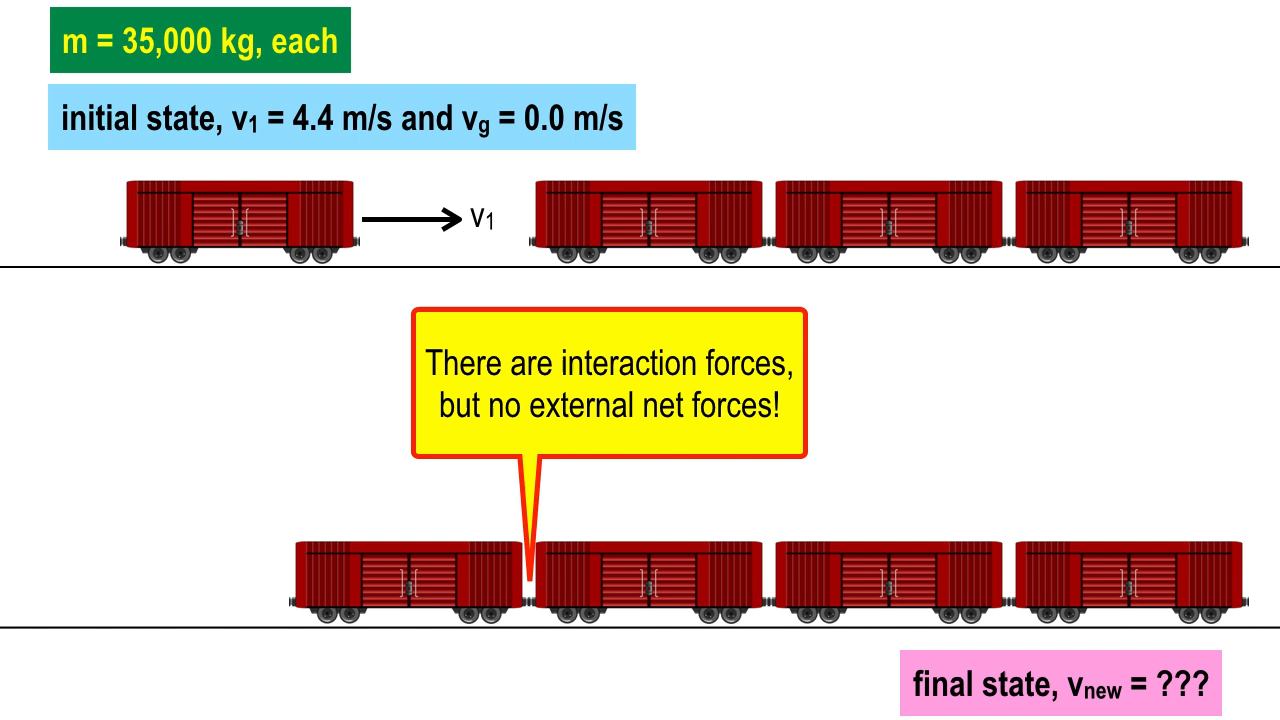 m = 35,000 kg, each
initial state, v₁ = 4.4 m/s and vg = 0.0 m/s
v₁
There are interaction forces,
but no external net forces!
final state, vnew = ???